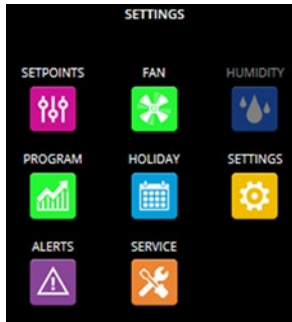 SETTINGS
SETPOINTS FAN HUMIDITY
PROGRAM HOLIDAY SETTINGS
ALERTS SERVICE